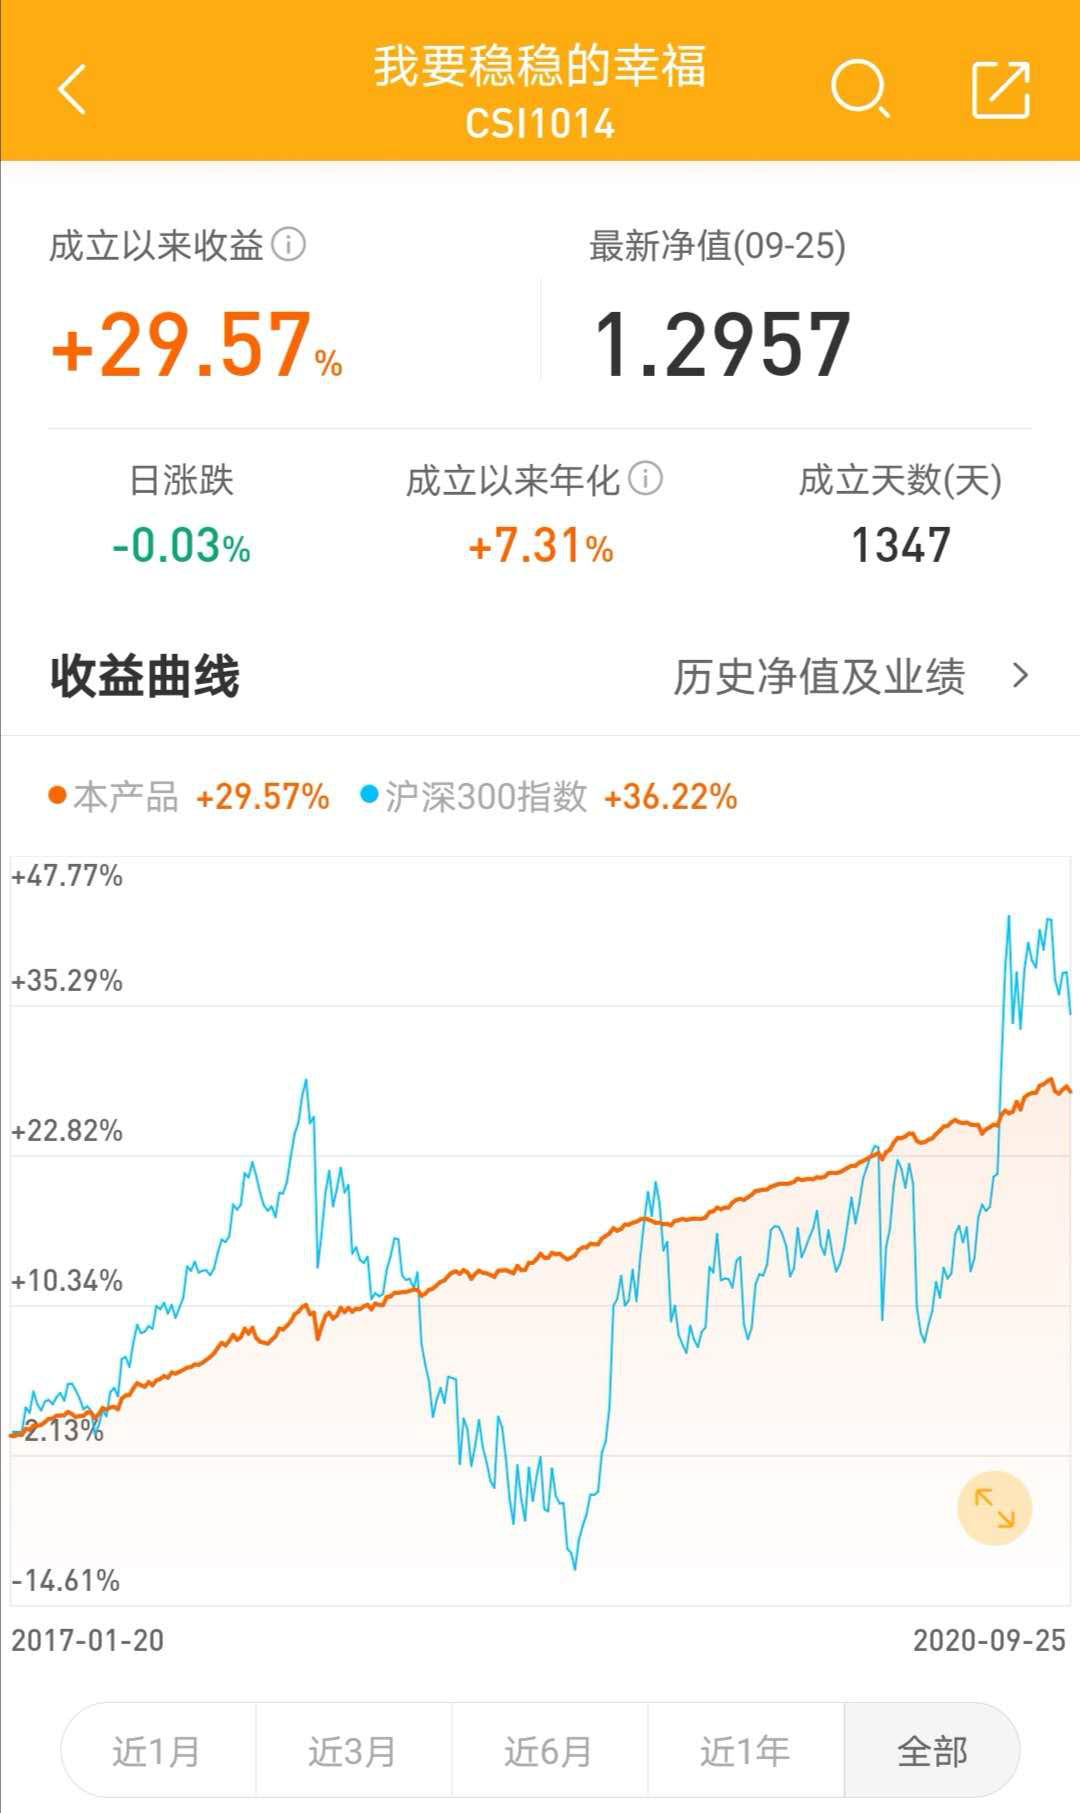 我要稳稳的幸福
CSI1014
成立以来收益 最新净值(09-25)
+29.57% 1.2957
日涨跌 成立以来年化 成立天数(天)
-0.03% +7.31% 1347
收益曲线 历史净值及业绩
本产品 +29.57% 沪深300指数 +36.22%
+47.77%
+35.29%
+22.82%
+10.34%
-2.13%
-14.61%
2017-01-20 2020-09-25
近1月 近3月 近6月 近1年 全部